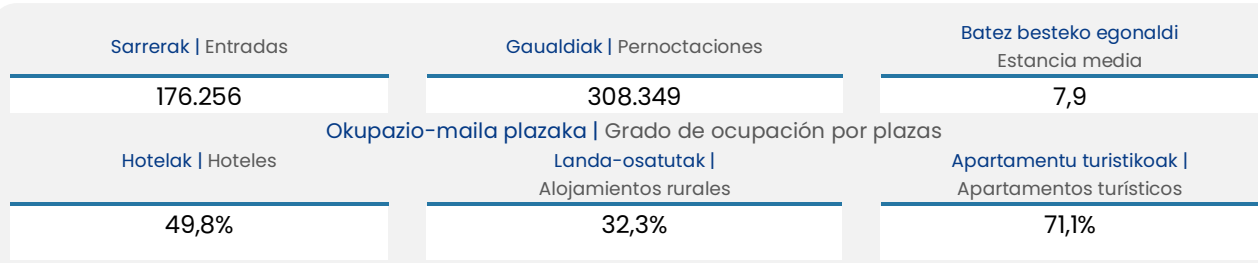 Sarrerak | Entradas
Gaualdiak | Pernoctaciones
Batez besteko egonaldi
Estancia media
176.256
308.349
7,9
Okupazio-maila plazaka | Grado de ocupación por plazas
Hotelak | Hoteles
Landa-osatutak |
Alojamientos rurales
Apartamentu turistikoak |
Apartamentos turísticos
49,8%
32,3%
71,1%